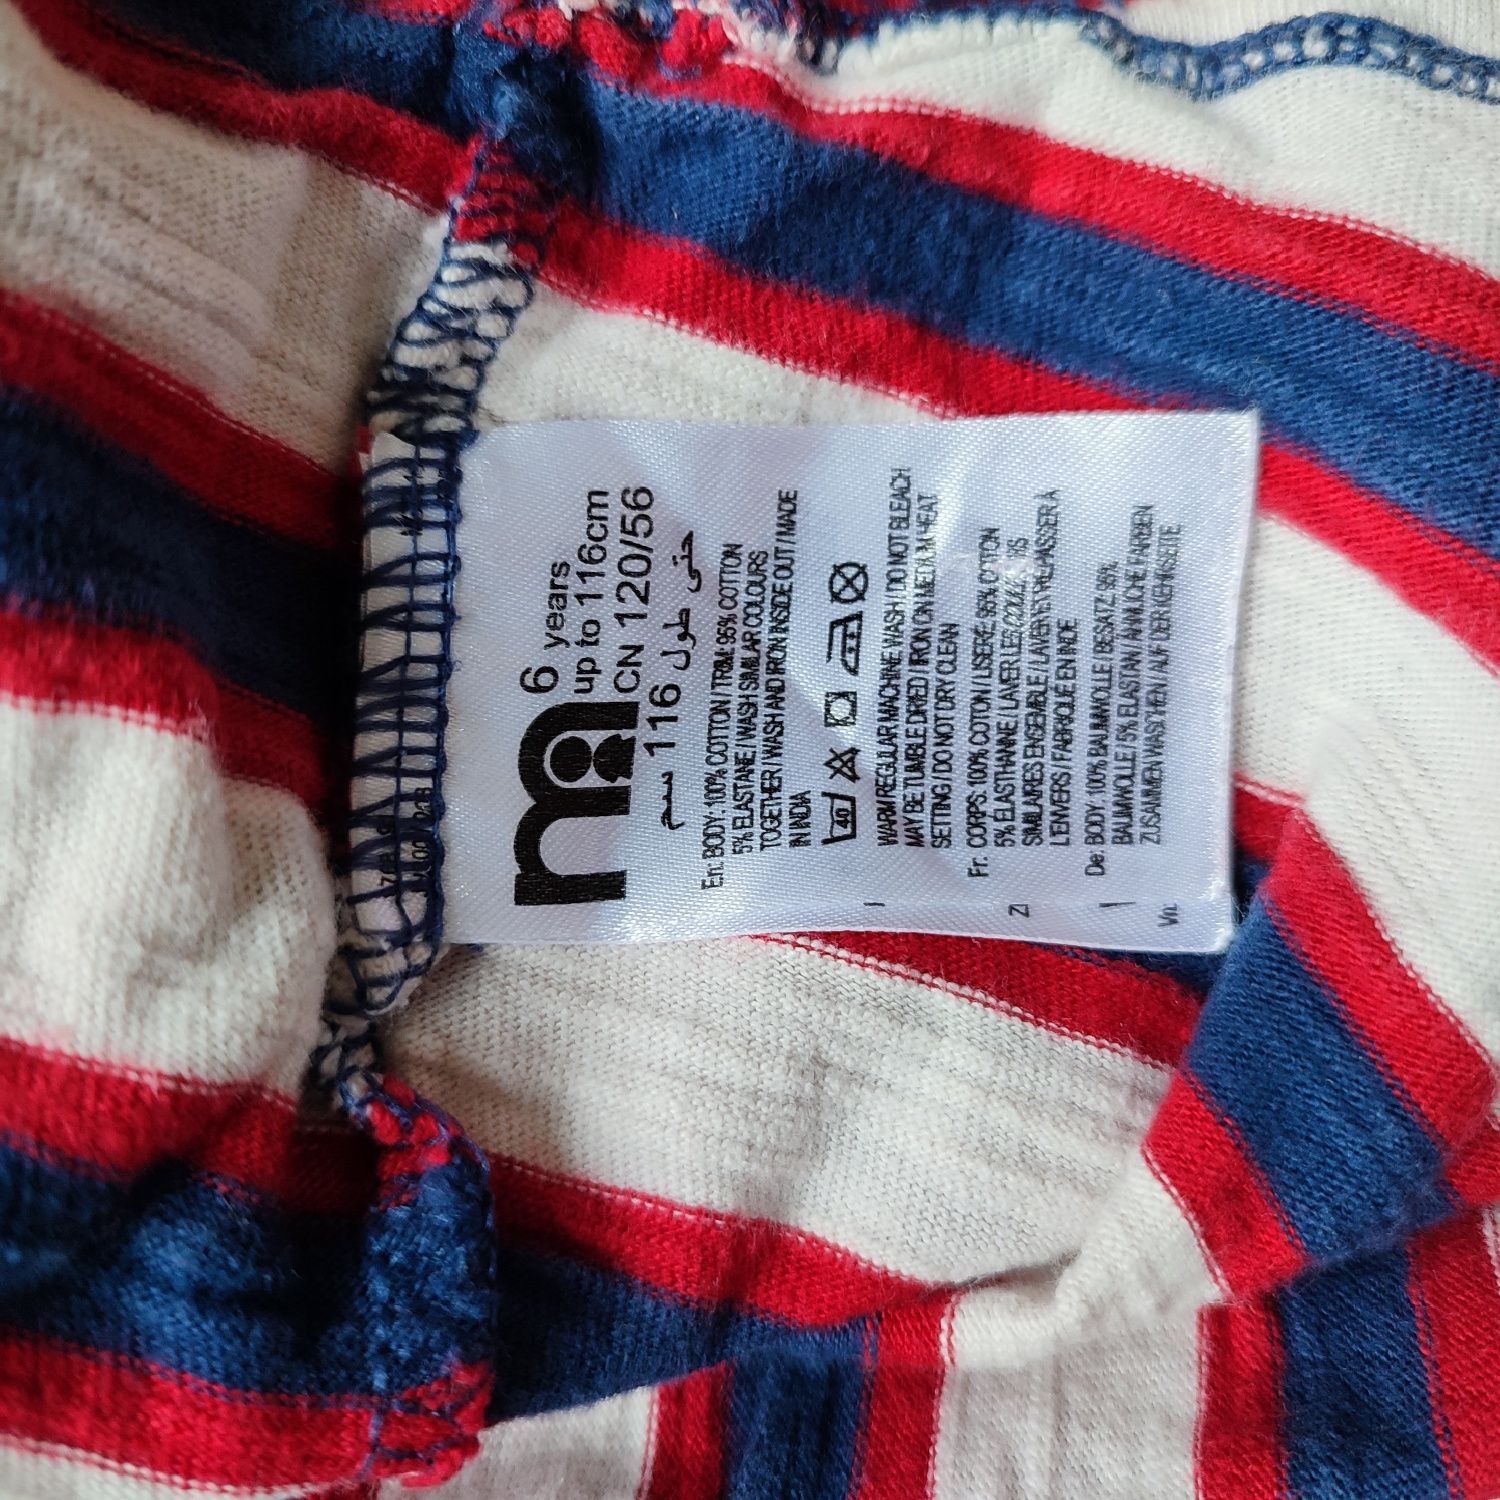 6
years
up to 116cm
CN 120/56
حتى طول 116 سم
En: BODY: 100% COTTON / TRIM: 95% COTTON
5% ELASTANE / WASH SIMILAR COLOURS
TOGETHER / WASH AND IRON INSIDE OUT / MADE
IN INDIA
40
WARM REGULAR MACHINE WASH / DO NOT BLEACH
MAY BE TUMBLE DRIED / IRON ON MEDIUM HEAT
SETTING / DO NOT DRY CLEAN
Fr: CORPS: 100% COTON / LISERE: 95% COTON
5% ELASTHANNE / LAVER LES COULEURS
SIMILAIRES ENSEMBLE / LAVER ET REPASSER A
L'ENVERS / FABRIQUÉ EN INDE
De: BODY: 100% BAUMWOLLE / BESATZ: 95%
BAUMWOLLE / 5% ELASTAN / ÄHNLICHE FARBEN
ZUSAMMEN WASCHEN / AUF DER KEHRSEITE